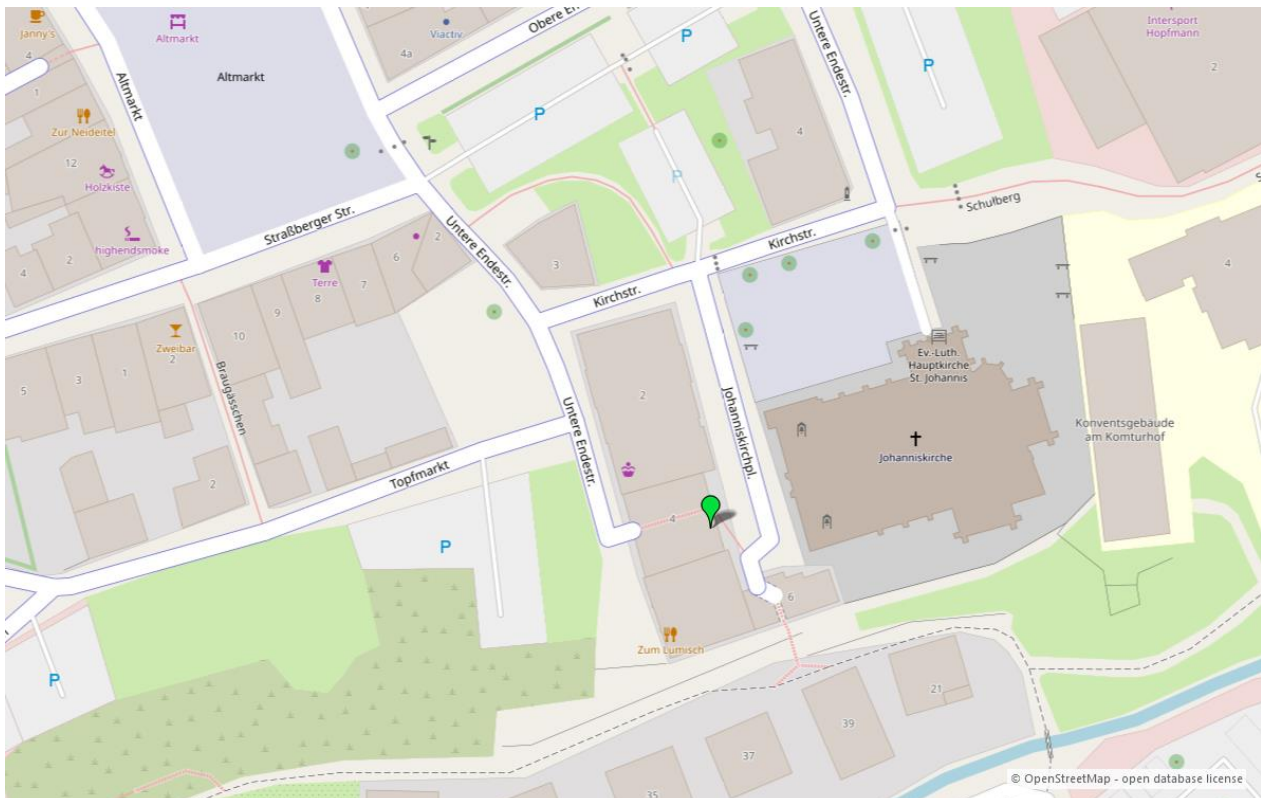 Janny's
Altmarkt
Viactiv
Obere En
Intersport
Hopfmann
4
4a
2
1
Altmarkt
Altmarkt
Untere Endestr.
P
P
P
Zur Neideitel
12
4
Holzkiste
P
Schulberg
S
Straßberger Str.
highendsmoke
2
4
2
Untere Endestr.
Kirchstr.
3
4
6
Terre
7
8
9
10
Kirchstr.
Zweibar
2
1
3
5
Braugässchen
Ev.-Luth.
Hauptkirche
St. Johannis
2
Untere Endestr.
Johanniskirchpl.
Konventsgebäude
am Komturhof
Johanniskirche
Topfmarkt
2
4
P
6
Zum Lumisch
P
21
39
37
35
© OpenStreetMap - open database license